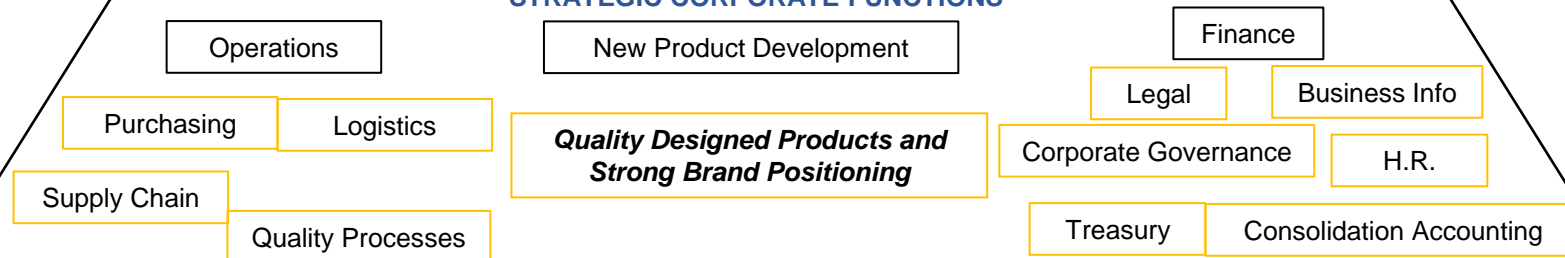 STRATEGIC CORPORATE FUNCTIONS
Operations
New Product Development
Finance
Purchasing
Logistics
Legal
Business Info
Quality Designed Products and
Strong Brand Positioning
Corporate Governance
H.R.
Supply Chain
Quality Processes
Treasury
Consolidation Accounting